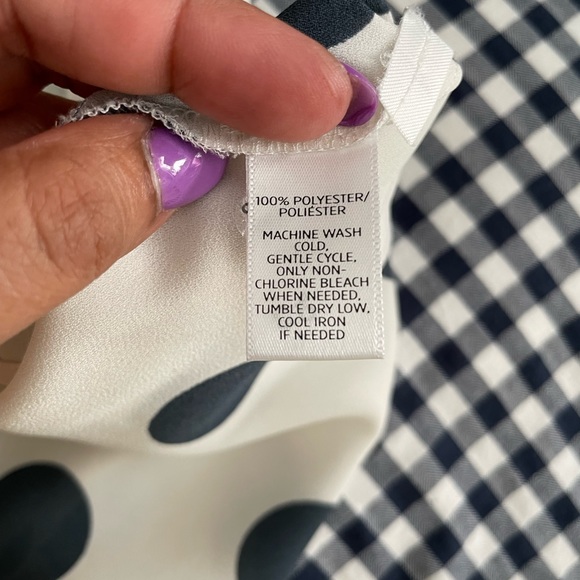 100% POLYESTER/
POLIÉSTER
MACHINE WASH
COLD,
GENTLE CYCLE,
ONLY NON-
CHLORINE BLEACH
WHEN NEEDED,
TUMBLE DRY LOW,
COOL IRON
IF NEEDED